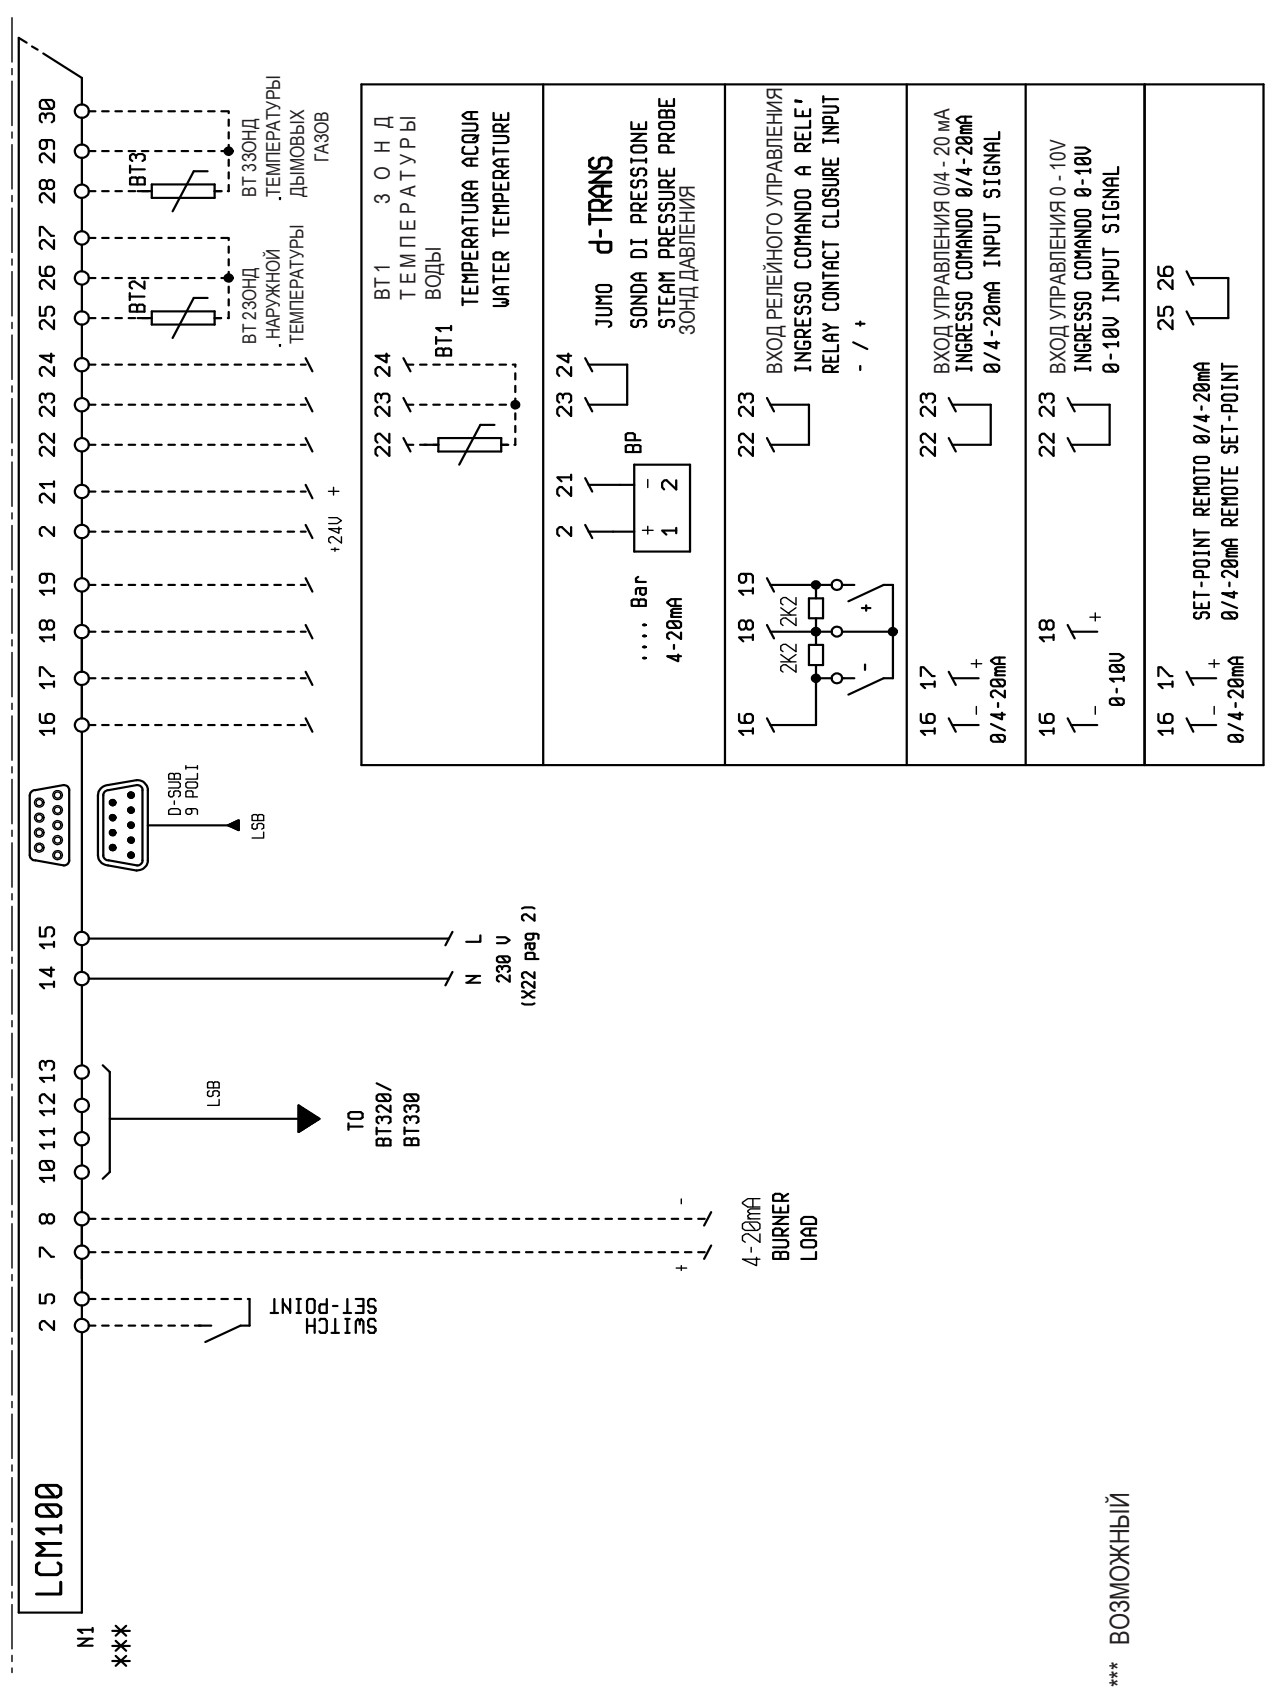 LCM100
N1
***
2 5 7 8 10 11 12 13 14 15 16 17 18 19 2 21 22 23 24 25 26 27 28 29 30
SWITCH
SET-POINT
+ -
4-20mA
BURNER
LOAD
LSB
TO
BT320/
BT330
N L
230 V
(X22 pag 2)
D-SUB
9 POLI
LSB
+24V +
BT2
ВТ 2ЗОНД
. НАРУЖНОЙ
ТЕМПЕРАТУРЫ
BT3
ВТ 3ЗОНД
.ТЕМПЕРАТУРЫ
ДЫМОВЫХ
ГАЗОВ
22 23 24
BT1
ВТ1 ЗОНД
ТЕМПЕРАТУРЫ
ВОДЫ
TEMPERATURA ACQUA
WATER TEMPERATURE
2 21 23 24
+ -
1 2
BP
.... Bar
4-20mA
JUMO d-TRANS
SONDA DI PRESSIONE
STEAM PRESSURE PROBE
ЗОНД ДАВЛЕНИЯ
16 18 19 22 23
2K2 2K2
- +
ВХОД РЕЛЕЙНОГО УПРАВЛЕНИЯ
INGRESSO COMANDO A RELE'
RELAY CONTACT CLOSURE INPUT
- / +
16 17 22 23
- +
0/4-20mA
ВХОД УПРАВЛЕНИЯ 0/4 - 20 мА
INGRESSO COMANDO 0/4-20mA
0/4-20mA INPUT SIGNAL
16 18 22 23
- +
0-10V
ВХОД УПРАВЛЕНИЯ 0 - 10V
INGRESSO COMANDO 0-10V
0-10V INPUT SIGNAL
16 17 25 26
- +
0/4-20mA
SET-POINT REMOTO 0/4-20mA
0/4-20mA REMOTE SET-POINT
*** ВОЗМОЖНЫЙ